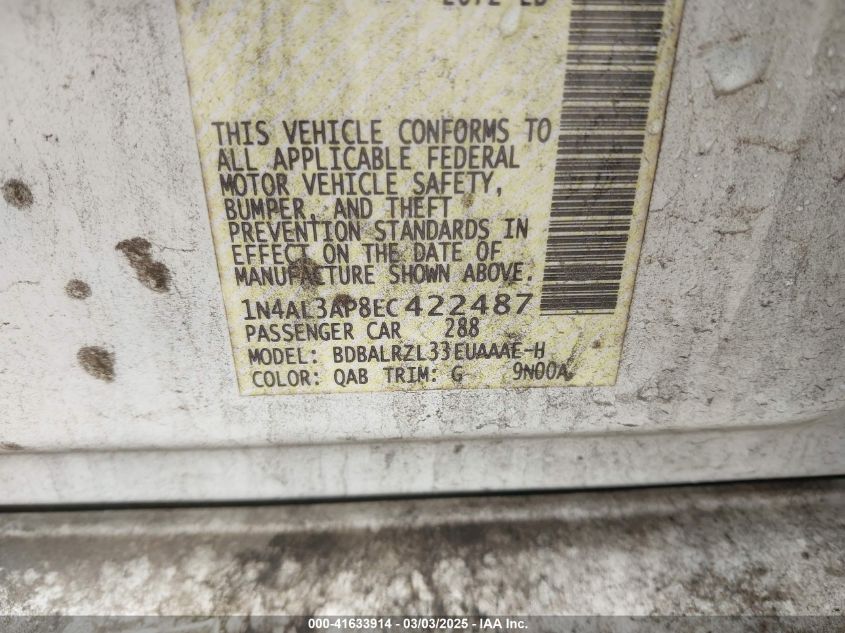 THIS VEHICLE CONFORMS TO
ALL APPLICABLE FEDERAL
MOTOR VEHICLE SAFETY,
BUMPER, AND THEFT
PREVENTION STANDARDS IN
EFFECT ON THE DATE OF
MANUFACTURE SHOWN ABOVE.
1N4AL3AP8EC422487
PASSENGER CAR 288
MODEL: BDBALRZL33EUAAAE-H
COLOR: QAB TRIM: G 9N00A
000-41633914 - 03/03/2025 - IAA Inc.